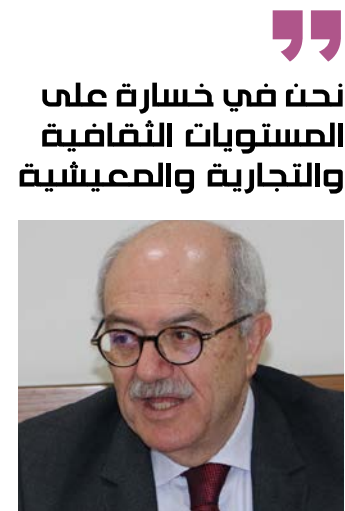 نحن في خسارة على
المستويات الثقافية
والتجارية والمعيشية